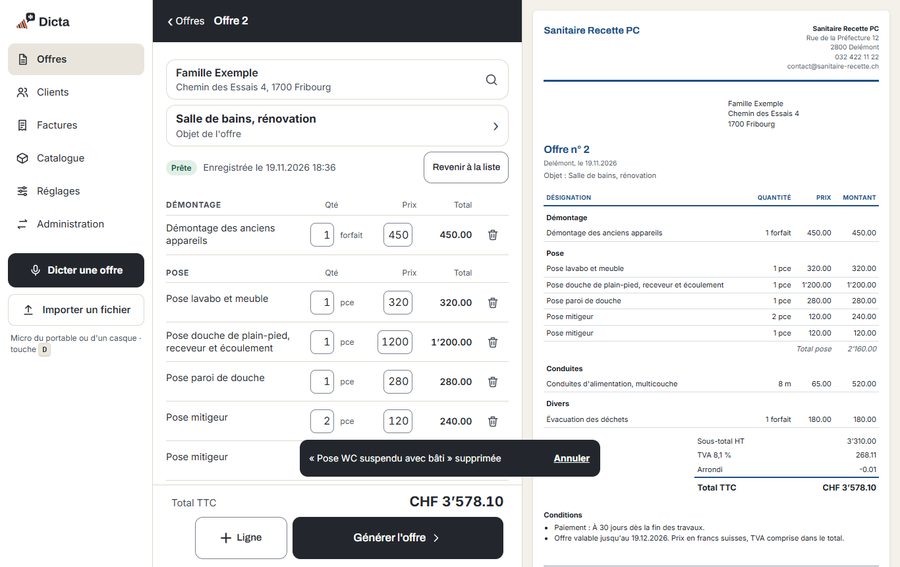 Dicta
Offres
Clients
Factures
Catalogue
Réglages
Administration
Dicter une offre
Importer un fichier
Micro du portable ou d'un casque ·
touche D
Offres Offre 2
Famille Exemple
Chemin des Essais 4, 1700 Fribourg
Salle de bains, rénovation
Objet de l'offre
Prête Enregistrée le 19.11.2026 18:36 Revenir à la liste
DÉMONTAGE Qté Prix Total
Démontage des anciens
appareils 1 forfait 450 450.00
POSE Qté Prix Total
Pose lavabo et meuble 1 pce 320 320.00
Pose douche de plain-pied,
receveur et écoulement 1 pce 1200 1'200.00
Pose paroi de douche 1 pce 280 280.00
Pose mitigeur 2 pce 120 240.00
Pose mitigeur
« Pose WC suspendu avec bâti » supprimée Annuler
Total TTC CHF 3'578.10
Ligne
Générer l'offre
Sanitaire Recette PC
Sanitaire Recette PC
Rue de la Préfecture 12
2800 Delémont
032 422 11 22
contact@sanitaire-recette.ch
Famille Exemple
Chemin des Essais 4
1700 Fribourg
Offre n° 2
Delémont, le 19.11.2026
Objet : Salle de bains, rénovation
DÉSIGNATION QUANTITÉ PRIX MONTANT
Démontage
Démontage des anciens appareils 1 forfait 450.00 450.00
Pose
Pose lavabo et meuble 1 pce 320.00 320.00
Pose douche de plain-pied, receveur et écoulement 1 pce 1'200.00 1'200.00
Pose paroi de douche 1 pce 280.00 280.00
Pose mitigeur 2 pce 120.00 240.00
Pose mitigeur 1 pce 120.00 120.00
Total pose 2'160.00
Conduites
Conduites d'alimentation, multicouche 8 m 65.00 520.00
Divers
Évacuation des déchets 1 forfait 180.00 180.00
Sous-total HT 3'310.00
TVA 8,1 % 268.11
Arrondi -0.01
Total TTC CHF 3'578.10
Conditions
• Paiement : À 30 jours dès la fin des travaux.
• Offre valable jusqu'au 19.12.2026. Prix en francs suisses, TVA comprise dans le total.